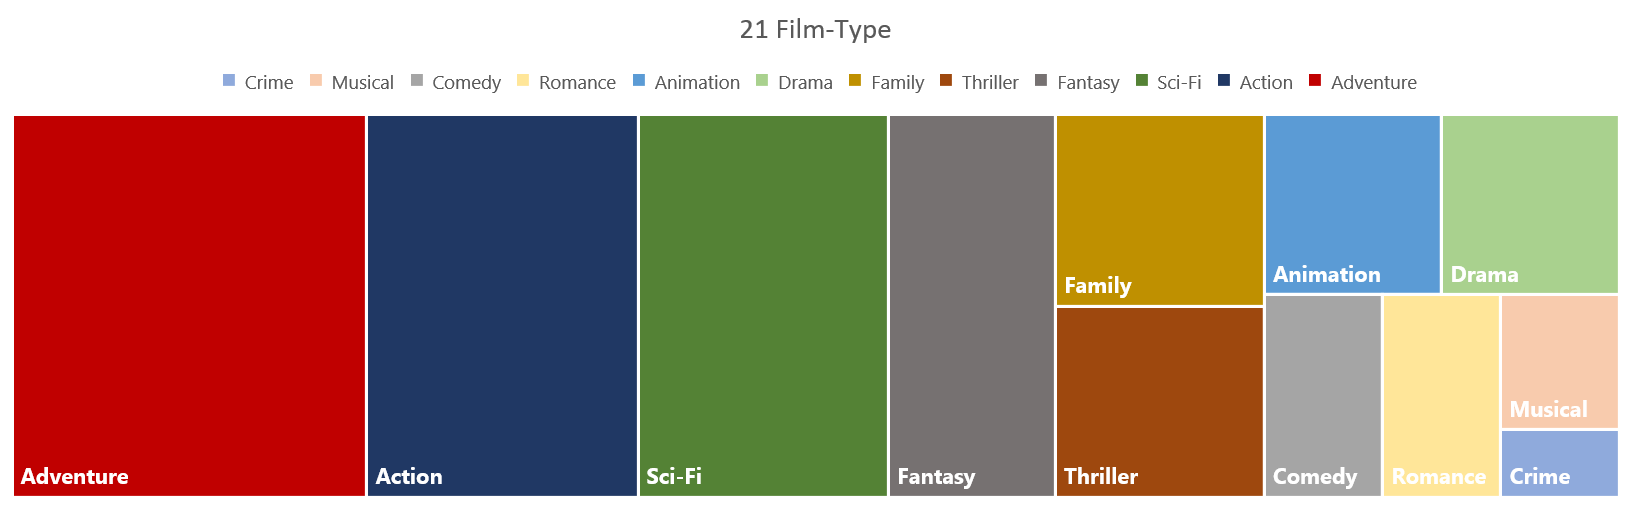 21 Film-Type
Crime Musical Comedy Romance Animation Drama Family Thriller Fantasy Sci-Fi Action Adventure
Adventure
Action
Sci-Fi
Fantasy
Family
Thriller
Animation
Drama
Comedy
Romance
Musical
Crime